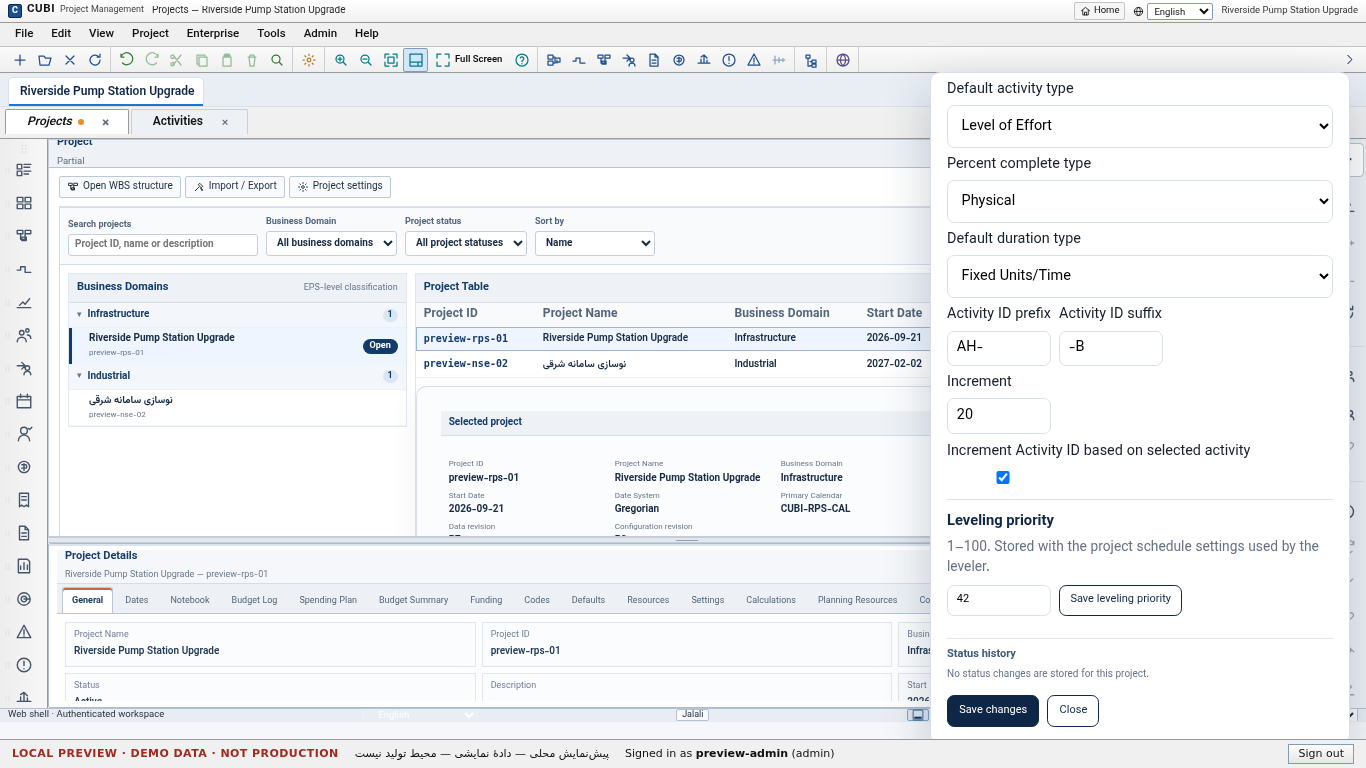 CUBI Project Management Projects — Riverside Pump Station Upgrade Home English Riverside Pump Station Upgrade
File Edit View Project Enterprise Tools Admin Help
Full Screen
Riverside Pump Station Upgrade
Projects × Activities ×
Project
Partial
Open WBS structure Import / Export Project settings
Search projects Business Domain Project status Sort by
Project ID, name or description All business domains All project statuses Name
Business Domains EPS-level classification
Infrastructure 1
Riverside Pump Station Upgrade
preview-rps-01
Open
Industrial 1
نوسازی سامانه شرقی
preview-nse-02
Project Table
Project ID Project Name Business Domain Start Date
preview-rps-01 Riverside Pump Station Upgrade Infrastructure 2026-09-21
preview-nse-02 نوسازی سامانه شرقی Industrial 2027-02-02
Selected project
Project ID Project Name Business Domain
preview-rps-01 Riverside Pump Station Upgrade Infrastructure
Start Date Date System Primary Calendar
2026-09-21 Gregorian CUBI-RPS-CAL
Data revision Configuration revision
Project Details
Riverside Pump Station Upgrade — preview-rps-01
General Dates Notebook Budget Log Spending Plan Budget Summary Funding Codes Defaults Resources Settings Calculations Planning Resources Co
Project Name Project ID Busin
Riverside Pump Station Upgrade preview-rps-01 Infras
Status Description Start
Active 2026
Web shell · Authenticated workspace English Jalali
Default activity type
Level of Effort
Percent complete type
Physical
Default duration type
Fixed Units/Time
Activity ID prefix Activity ID suffix
AH- -B
Increment
20
Increment Activity ID based on selected activity
Leveling priority
1–100. Stored with the project schedule settings used by the
leveler.
42 Save leveling priority
Status history
No status changes are stored for this project.
Save changes Close
LOCAL PREVIEW · DEMO DATA · NOT PRODUCTION پیش‌نمایش محلی — دادهٔ نمایشی — محیط تولید نیست Signed in as preview-admin (admin) Sign out